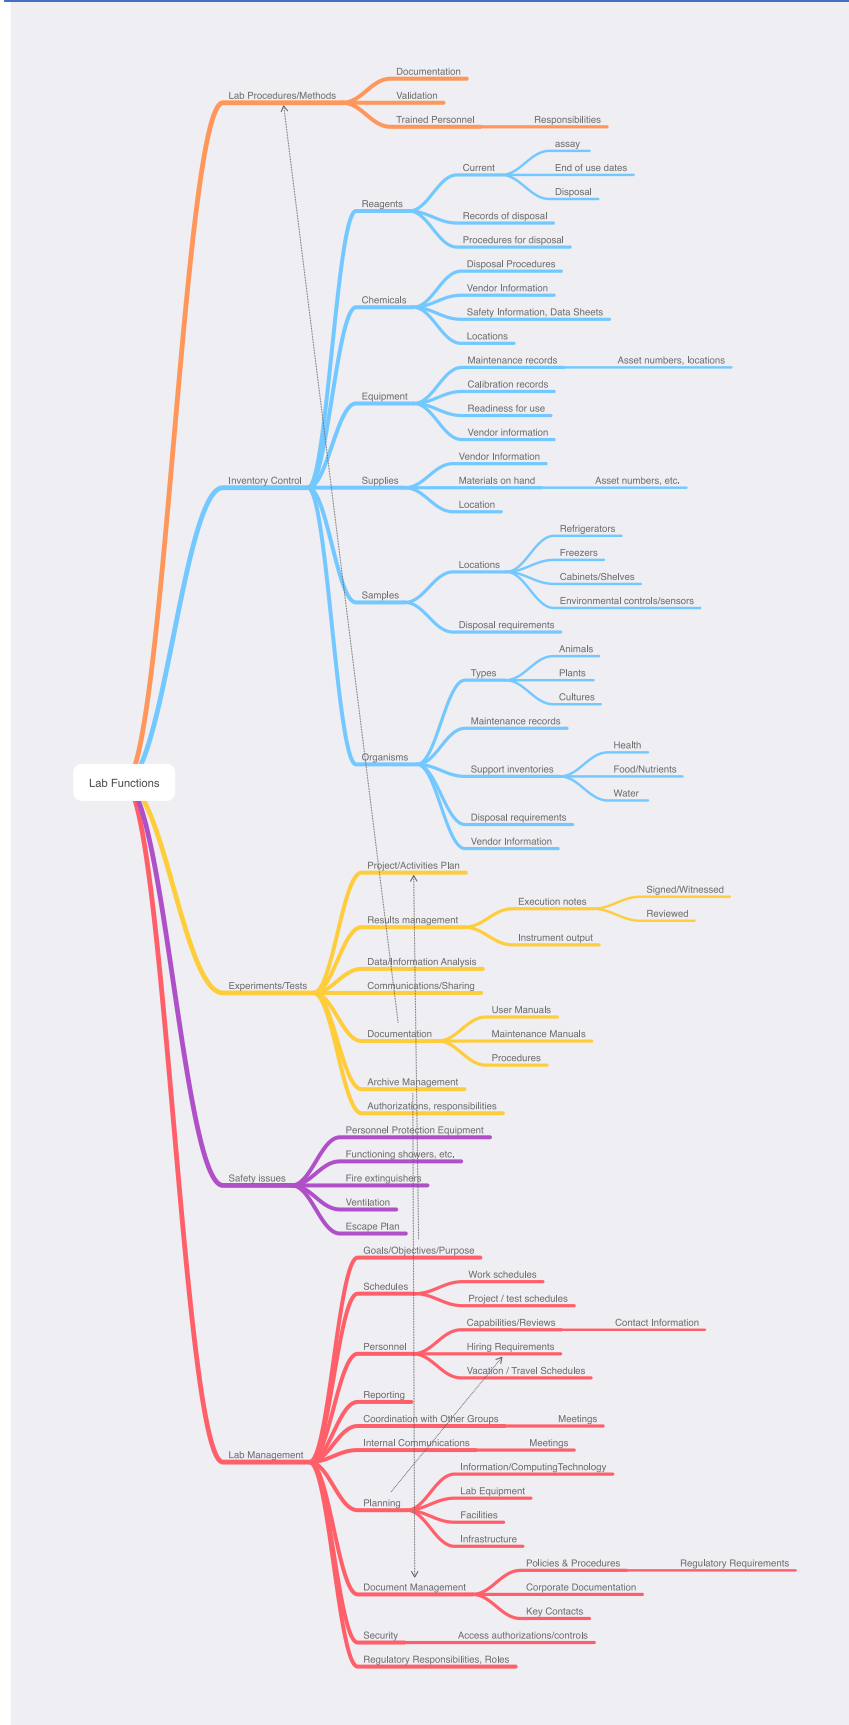 Documentation
Lab Procedures/Methods
Validation
Trained Personnel
Responsibilities
assay
Current
End of use dates
Disposal
Reagents
Records of disposal
Procedures for disposal
Disposal Procedures
Vendor Information
Chemicals
Safety Information, Data Sheets
Locations
Maintenance records
Asset numbers, locations
Calibration records
Equipment
Readiness for use
Vendor information
Vendor Information
Inventory Control
Supplies
Materials on hand
Asset numbers, etc.
Location
Refrigerators
Freezers
Locations
Cabinets/Shelves
Samples
Environmental controls/sensors
Disposal requirements
Animals
Types
Plants
Cultures
Maintenance records
Health
Organisms
Support inventories
Food/Nutrients
Water
Lab Functions
Disposal requirements
Vendor Information
Project/Activities Plan
Signed/Witnessed
Execution notes
Reviewed
Results management
Instrument output
Data/Information Analysis
Experiments/Tests
Communications/Sharing
User Manuals
Documentation
Maintenance Manuals
Procedures
Archive Management
Authorizations, responsibilities
Personnel Protection Equipment
Functioning showers, etc.
Safety issues
Fire extinguishers
Ventilation
Escape Plan
Goals/Objectives/Purpose
Work schedules
Schedules
Project / test schedules
Capabilities/Reviews
Contact Information
Personnel
Hiring Requirements
Vacation / Travel Schedules
Reporting
Coordination with Other Groups
Meetings
Internal Communications
Meetings
Lab Management
Information/ComputingTechnology
Lab Equipment
Planning
Facilities
Infrastructure
Policies & Procedures
Regulatory Requirements
Document Management
Corporate Documentation
Key Contacts
Security
Access authorizations/controls
Regulatory Responsibilities, Roles